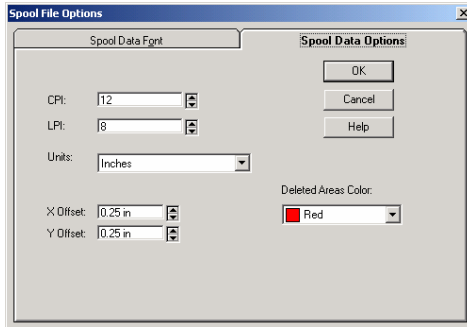 Spool File Options
Spool Data Font
Spool Data Options
OK
CPI: 12
Cancel
LPI: 8
Help
Units: Inches
Deleted Areas Color:
X Offset: 0.25 in
Red
Y Offset: 0.25 in